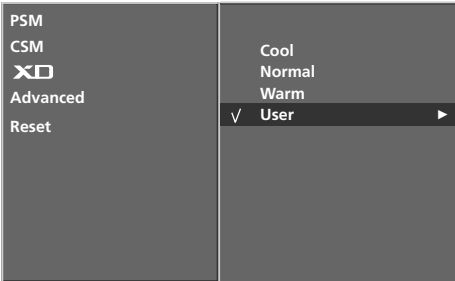 PSM
CSM
XD
Advanced
Reset
Cool
Normal
Warm
√ User ►